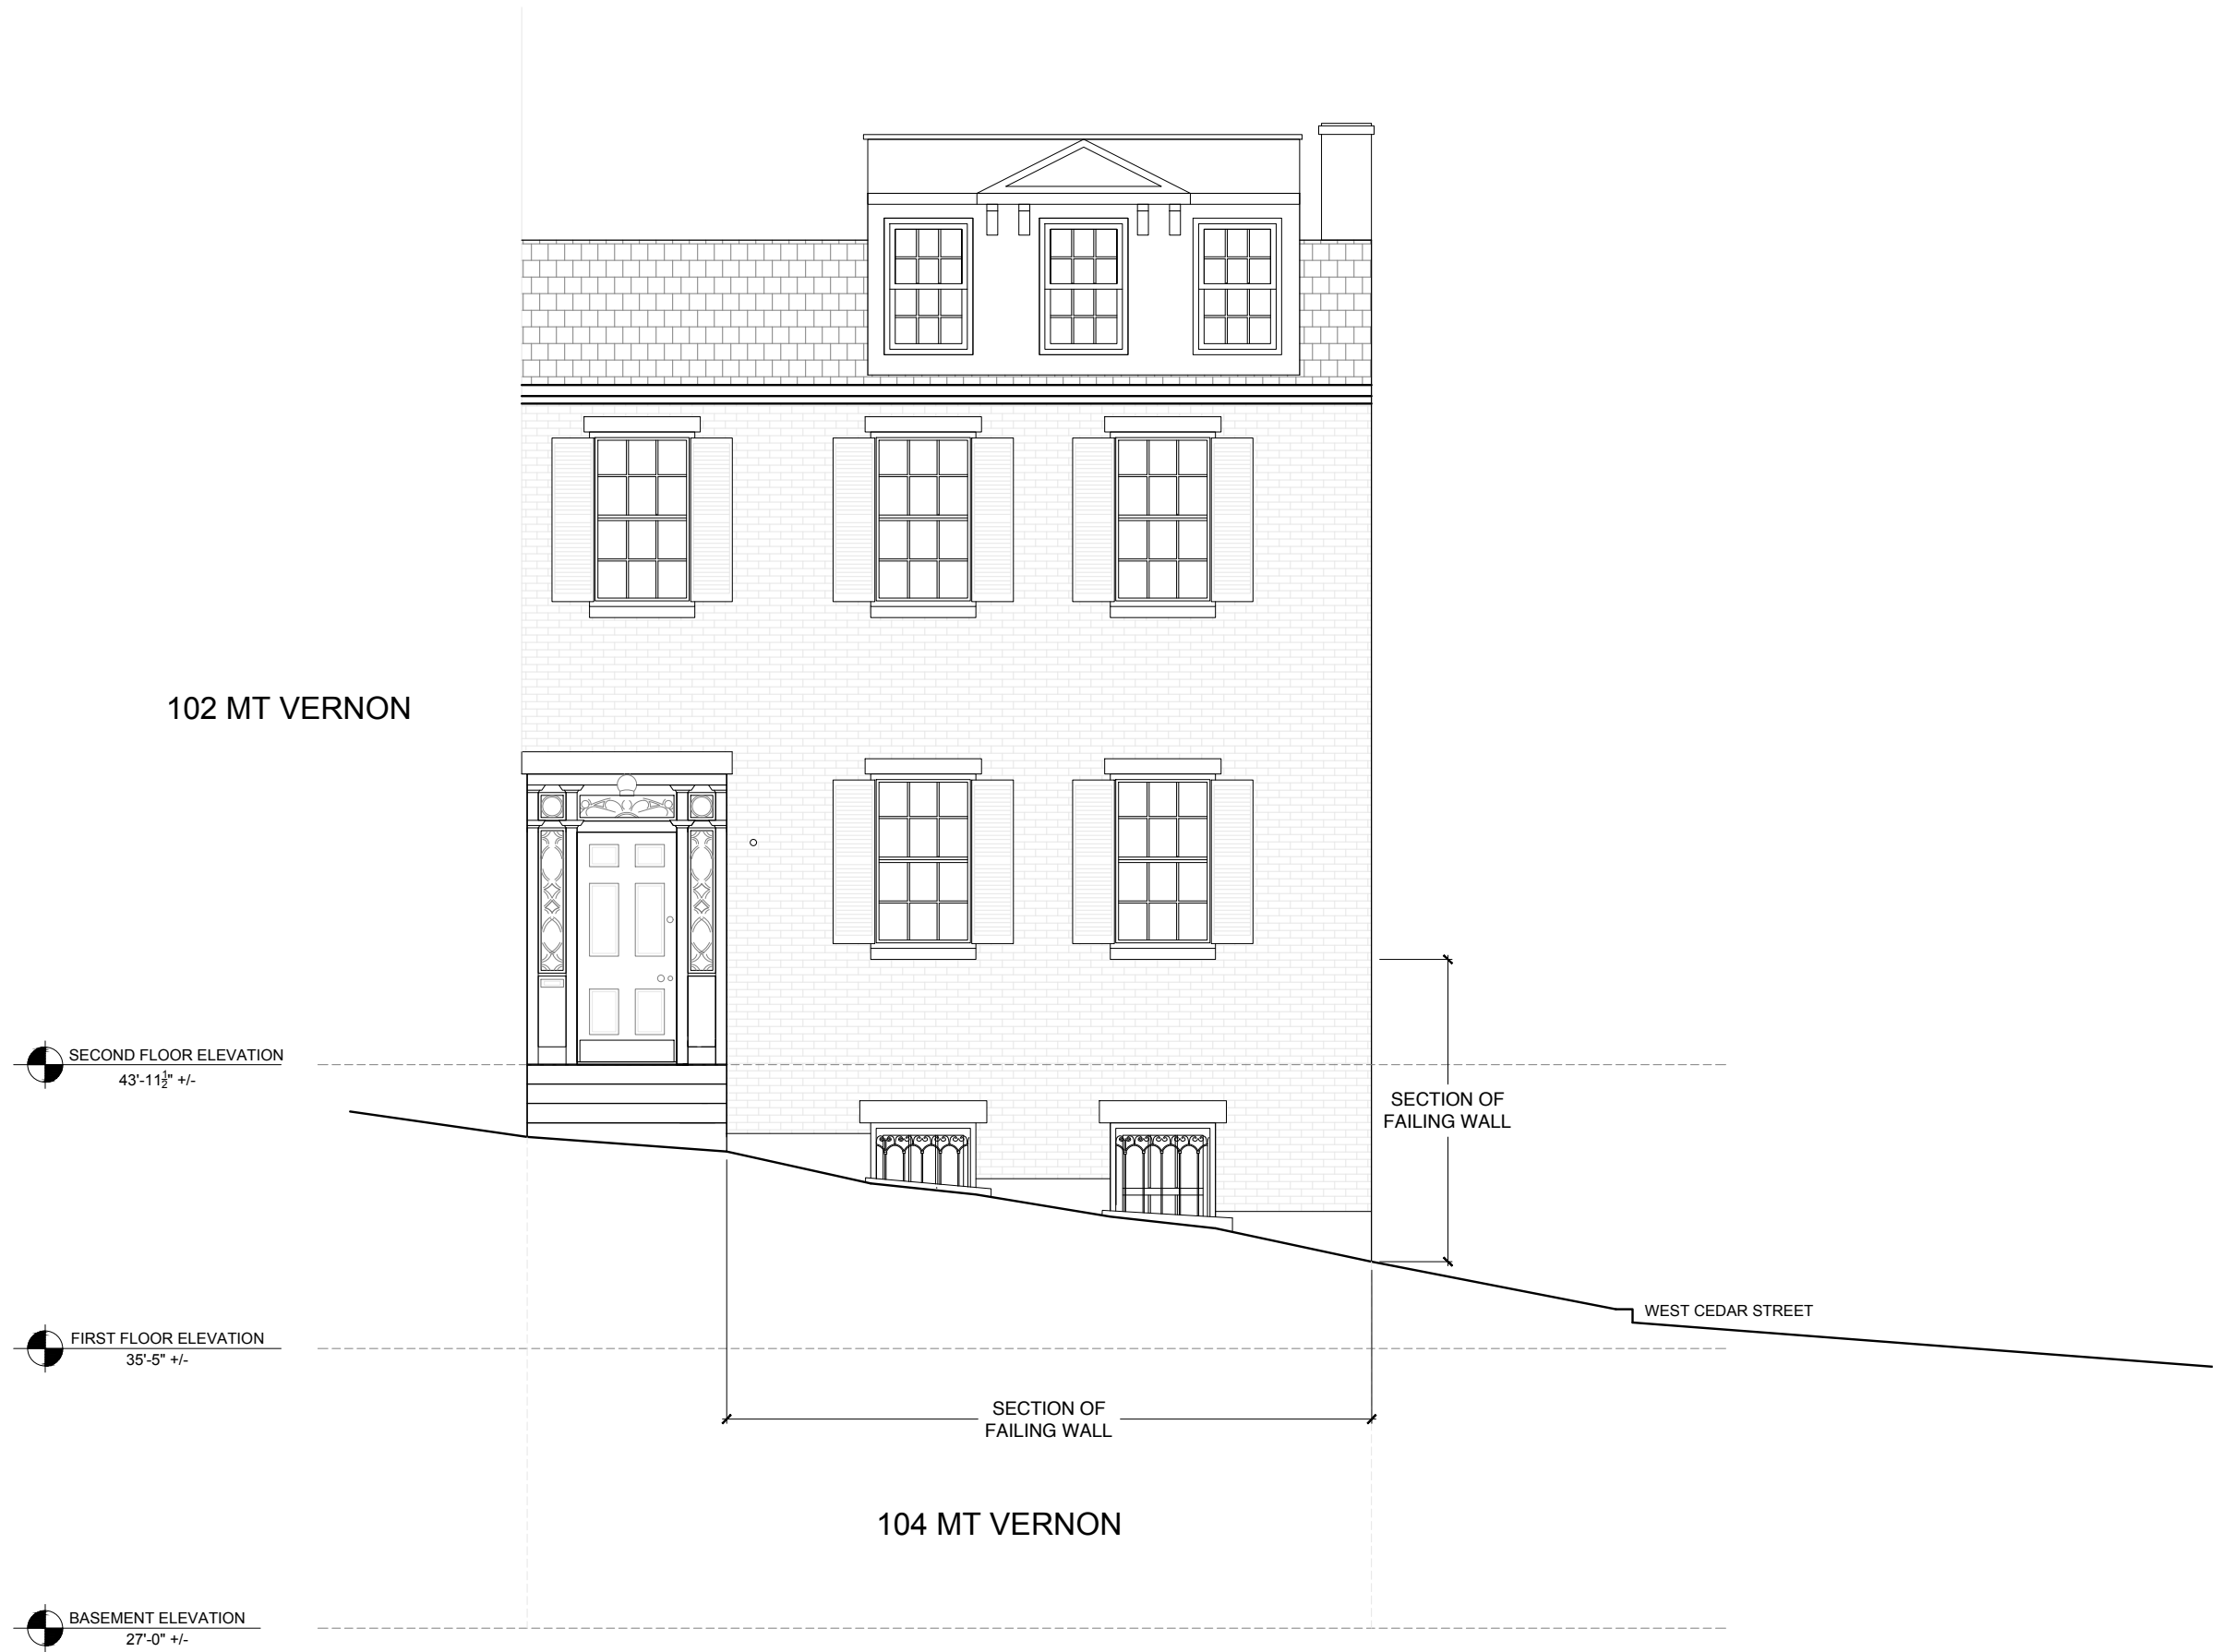 102 MT VERNON
SECOND FLOOR ELEVATION
43'-11½" +/-
SECTION OF
FAILING WALL
WEST CEDAR STREET
FIRST FLOOR ELEVATION
35'-5" +/-
SECTION OF
FAILING WALL
104 MT VERNON
BASEMENT ELEVATION
27'-0" +/-